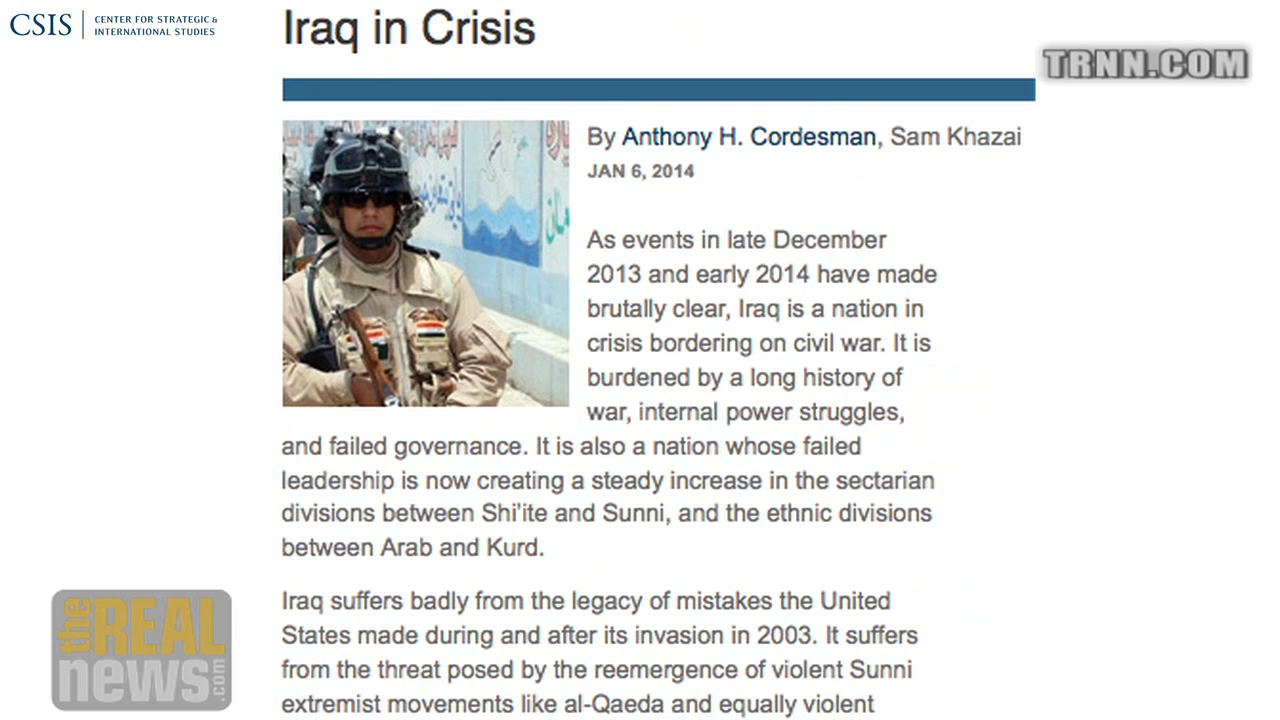 CSIS
CENTER FOR STRATEGIC &
INTERNATIONAL STUDIES
Iraq in Crisis
TRNN.COM
By Anthony H. Cordesman, Sam Khazai
JAN 6, 2014
As events in late December
2013 and early 2014 have made
brutally clear, Iraq is a nation in
crisis bordering on civil war. It is
burdened by a long history of
war, internal power struggles,
and failed governance. It is also a nation whose failed
leadership is now creating a steady increase in the sectarian
divisions between Shi'ite and Sunni, and the ethnic divisions
between Arab and Kurd.
Iraq suffers badly from the legacy of mistakes the United
States made during and after its invasion in 2003. It suffers
from the threat posed by the reemergence of violent Sunni
extremist movements like al-Qaeda and equally violent
the REAL
news.com